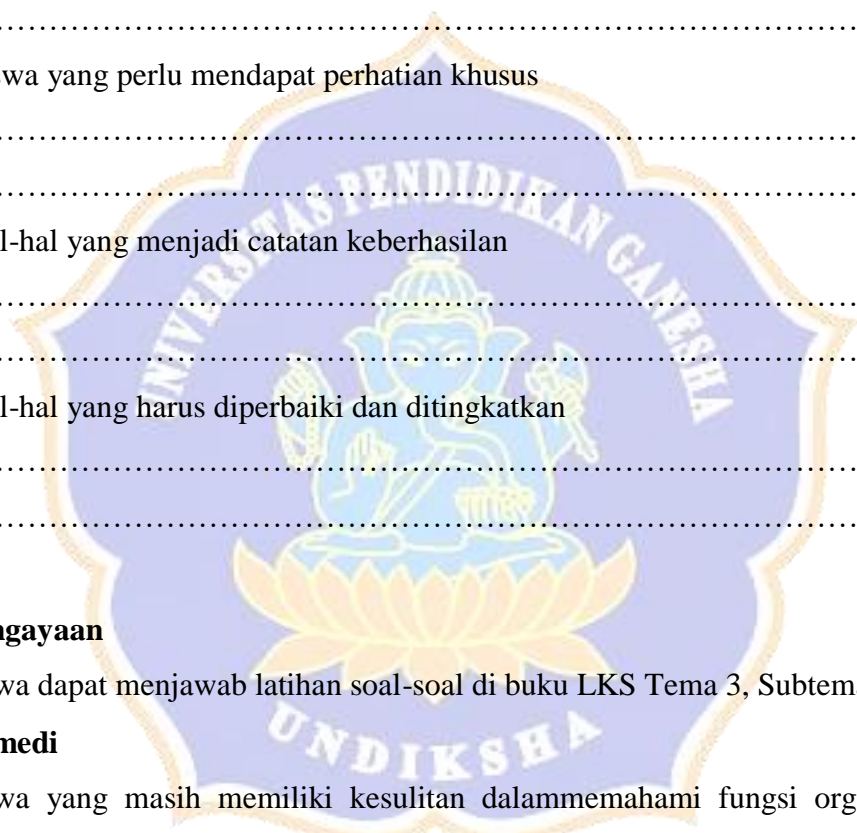 ……………………………………………………………………
wa yang perlu mendapat perhatian khusus
……………………………………………………………………
……………………………………………………………………
l-hal yang menjadi catatan keberhasilan
……………………………………………………………………
……………………………………………………………………
l-hal yang harus diperbaiki dan ditingkatkan
……………………………………………………………………
……………………………………………………………………
ngayaan
wa dapat menjawab latihan soal-soal di buku LKS Tema 3, Subtema
medi
wa yang masih memiliki kesulitan dalammemahami fungsi org
UNIVERSITAS PENDIDIKAN GANESHA
UNDIKSHA